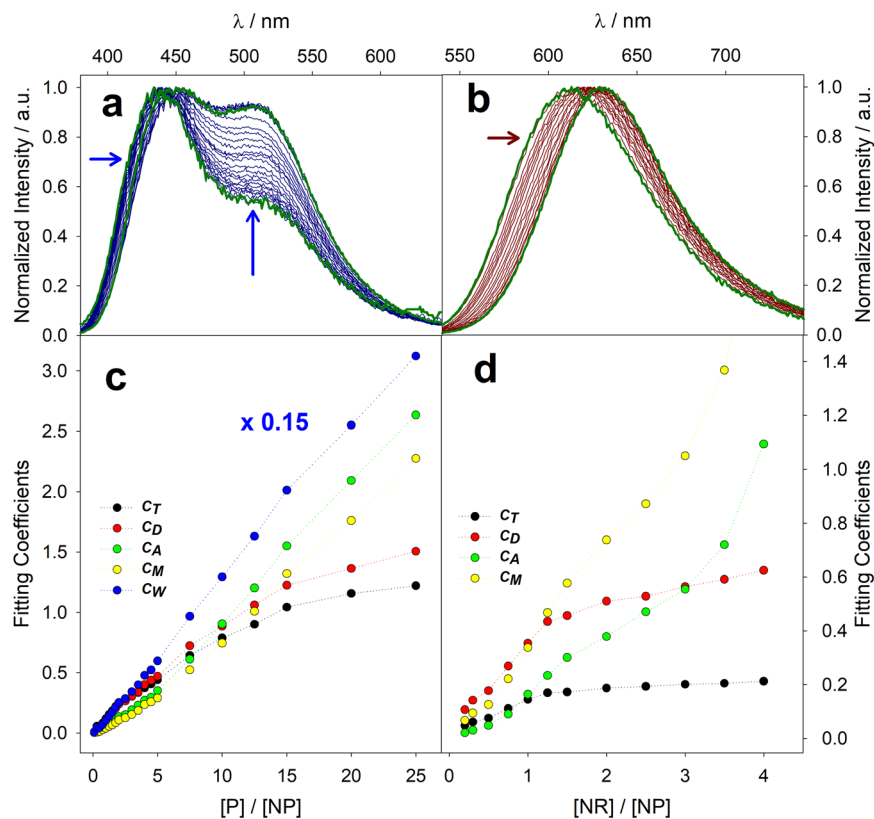 λ / nm
λ / nm
400 450 500 550 600
550 600 650 700
Normalized Intensity / a.u.
1.0
0.8
0.6
0.4
0.2
0.0
a
b
1.0
0.8
0.6
0.4
0.2
0.0
Normalized Intensity / a.u.
Fitting Coefficients
3.0
2.5
2.0
1.5
1.0
0.5
0.0
c
x 0.15
C_T
C_D
C_A
C_M
C_W
d
C_T
C_D
C_A
C_M
1.4
1.2
1.0
0.8
0.6
0.4
0.2
0.0
Fitting Coefficients
0 5 10 15 20 25
0 1 2 3 4
[P] / [NP]
[NR] / [NP]